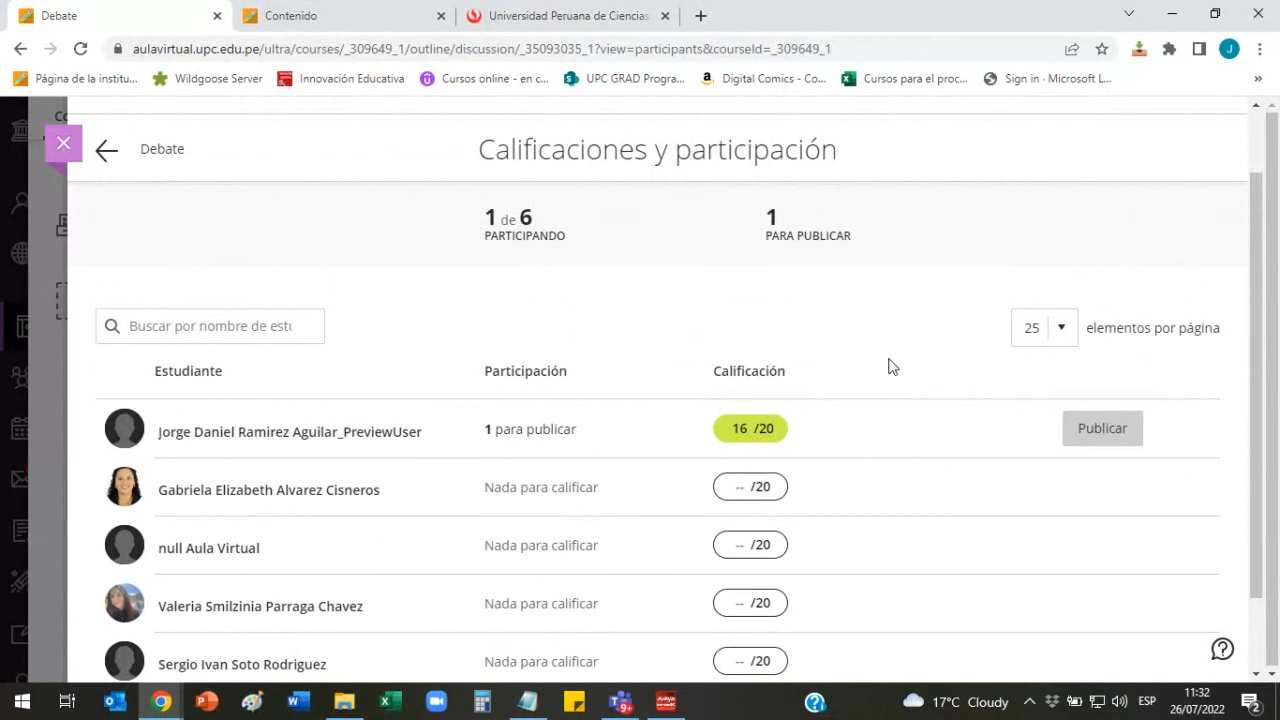 Debate
Contenido
Universidad Peruana de Ciencias
aulavirtual.upc.edu.pe/ultra/courses/_309649_1/outline/discussion/_35093035_1?view=participants&courseId=_309649_1
J
Página de la institu...
Wildgoose Server
Innovación Educativa
Cursos online - en c...
UPC GRAD Progra...
Digital Comics - Co...
Cursos para el proc...
Sign in · Microsoft L...
»
Co
Debate
Calificaciones y participación
1 de 6
PARTICIPANDO
1
PARA PUBLICAR
Buscar por nombre de estu
25
elementos por página
Estudiante
Participación
Calificación
Jorge Daniel Ramirez Aguilar_PreviewUser
1 para publicar
16 /20
Publicar
Gabriela Elizabeth Alvarez Cisneros
Nada para calificar
-- /20
null Aula Virtual
Nada para calificar
-- /20
Valeria Smilzinia Parraga Chavez
Nada para calificar
-- /20
Sergio Ivan Soto Rodriguez
Nada para calificar
-- /20
17°C Cloudy
ESP
11:32
26/07/2022
2